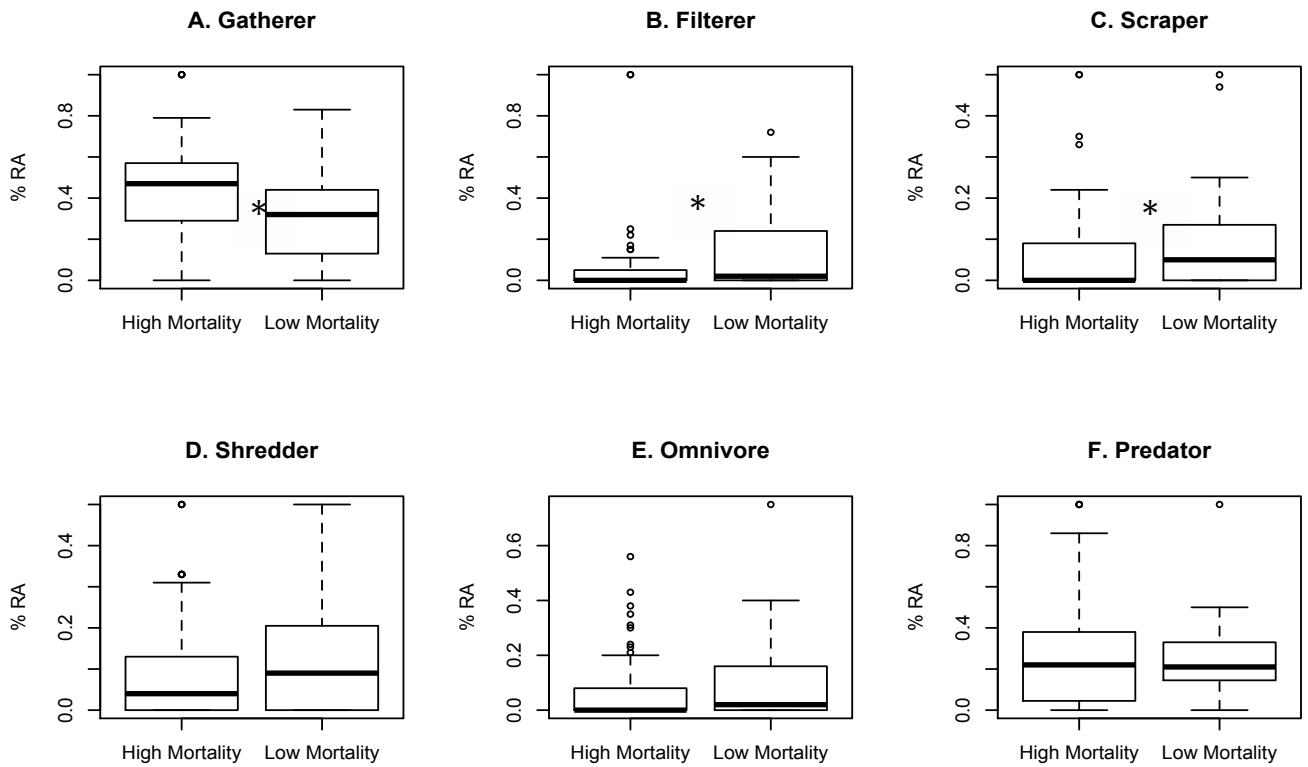 A. Gatherer
% RA
0.8
0.4
0.0
*
High Mortality Low Mortality
B. Filterer
% RA
0.8
0.4
0.0
*
High Mortality Low Mortality
C. Scraper
% RA
0.4
0.2
0.0
*
High Mortality Low Mortality
D. Shredder
% RA
0.4
0.2
0.0
High Mortality Low Mortality
E. Omnivore
% RA
0.6
0.4
0.2
0.0
High Mortality Low Mortality
F. Predator
% RA
0.8
0.4
0.0
High Mortality Low Mortality